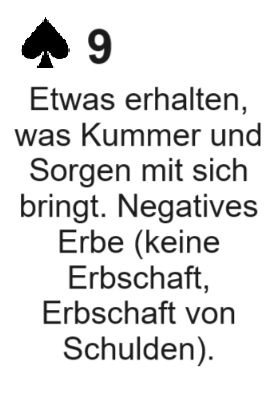 ♠ 9
Etwas erhalten,
was Kummer und
Sorgen mit sich
bringt. Negatives
Erbe (keine
Erbschaft,
Erbschaft von
Schulden).